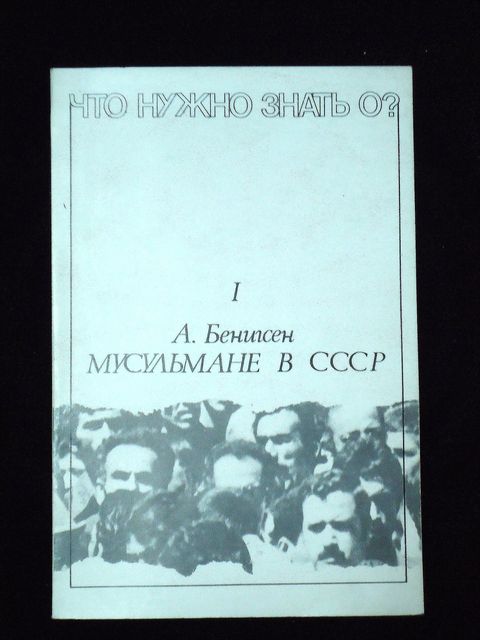 ЧТО НУЖНО ЗНАТЬ О?
I
А. Бенигсен
МУСУЛЬМАНЕ В СССР